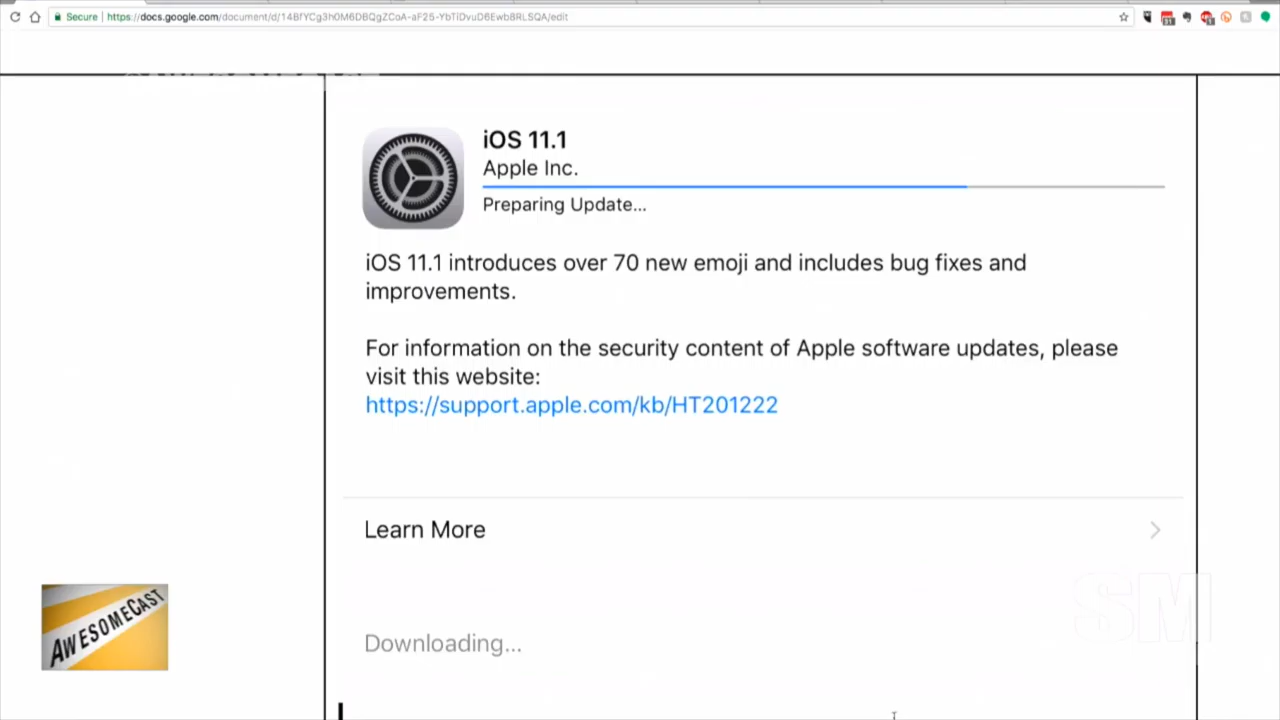 Secure | https://docs.google.com/document/d/14BfYCg3h0M6DBQgZCoA-aF25-YbTiDvuD6Ewb8RLSQA/edit
iOS 11.1
Apple Inc.
Preparing Update...
iOS 11.1 introduces over 70 new emoji and includes bug fixes and
improvements.
For information on the security content of Apple software updates, please
visit this website:
https://support.apple.com/kb/HT201222
Learn More
AWESOMECAST
SM
Downloading...